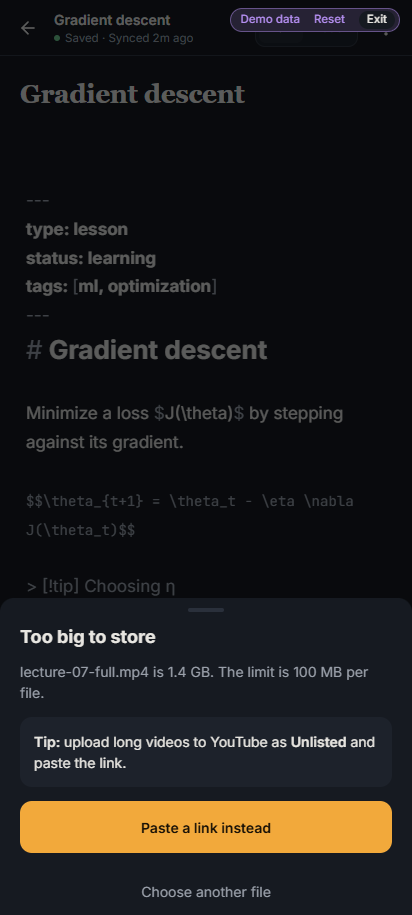 Gradient descent
Saved · Synced 2m ago
Demo data Reset Exit
Gradient descent
---
type: lesson
status: learning
tags: [ml, optimization]
---
# Gradient descent
Minimize a loss $J(\theta)$ by stepping
against its gradient.
$$\theta_{t+1} = \theta_t - \eta \nabla
J(\theta_t)$$
> [!tip] Choosing η
Too big to store
lecture-07-full.mp4 is 1.4 GB. The limit is 100 MB per
file.
Tip: upload long videos to YouTube as Unlisted and
paste the link.
Paste a link instead
Choose another file